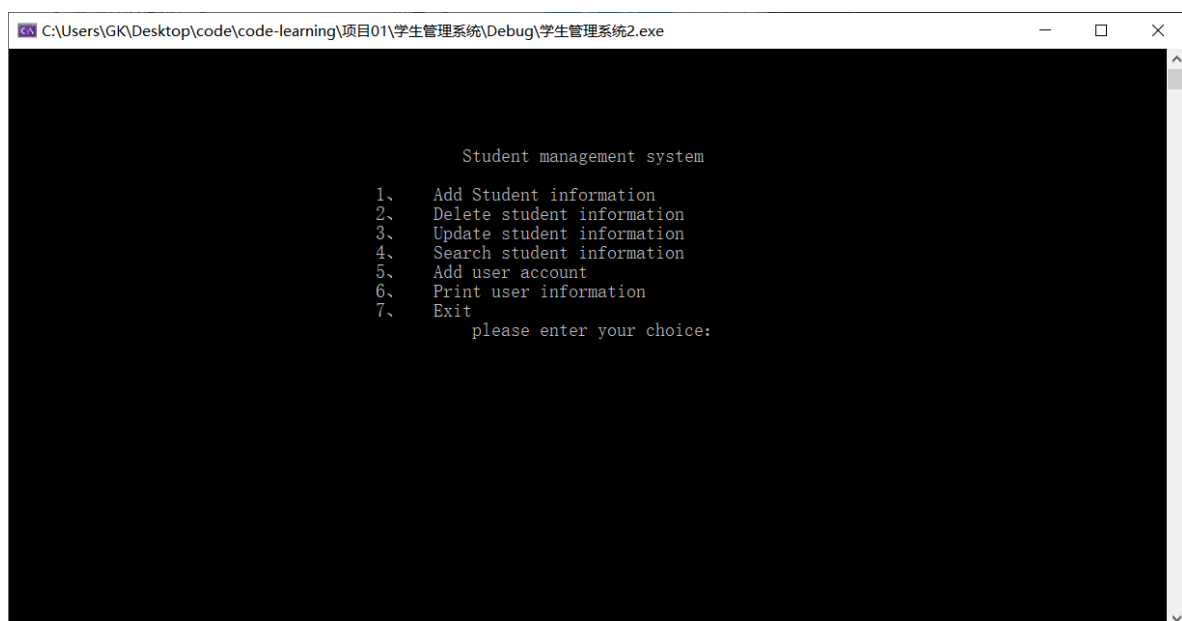 C:\Users\GK\Desktop\code\code-learning\项目01\学生管理系统\Debug\学生管理系统2.exe
Student management system
1、 Add Student information
2、 Delete student information
3、 Update student information
4、 Search student information
5、 Add user account
6、 Print user information
7、 Exit
please enter your choice: